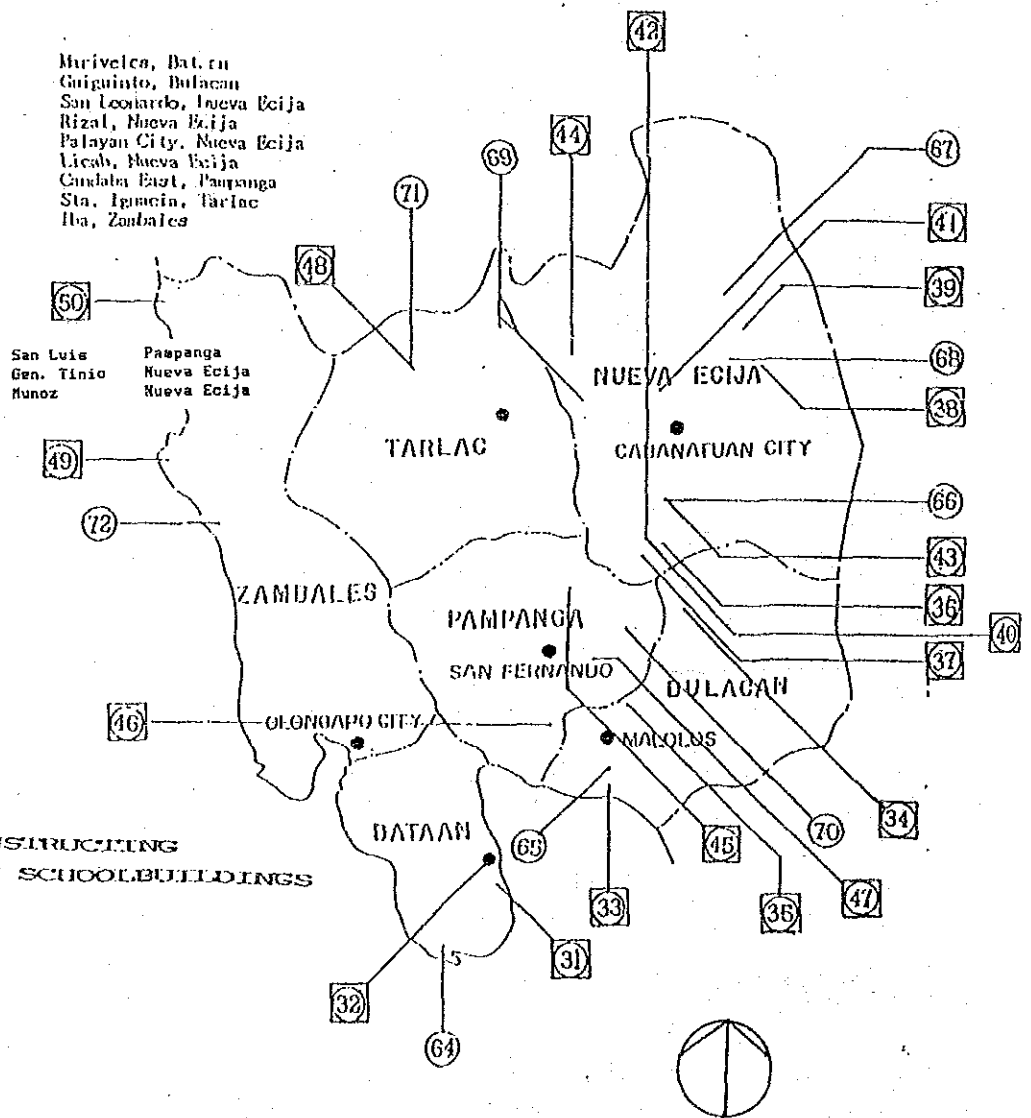 42
Mariveles, Bataan
Guiguinto, Bulacan
San Leonardo, Nueva Ecija
Rizal, Nueva Ecija
Palayan City, Nueva Ecija
Licab, Nueva Ecija
Candaba East, Pampanga
Sta. Ignacia, Tarlac
Iba, Zambales
44
67
69
71
41
48
39
50
San Luis Pampanga
Gen. Tinio Nueva Ecija
Munoz Nueva Ecija
68
NUEVA ECIJA
38
TARLAC
CABANATUAN CITY
49
66
72
43
ZAMBALES
36
PAMPANGA
40
37
SAN FERNANDO
BULACAN
46
OLONGAPO CITY
MALOLOS
34
BATAAN
65
45
70
SCHOOLBUILDINGS
33
35
47
5
31
32
64